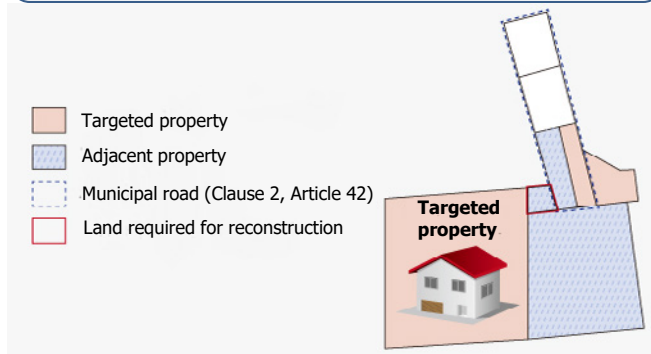 Targeted property
Adjacent property
Municipal road (Clause 2, Article 42)
Land required for reconstruction
Targeted
property